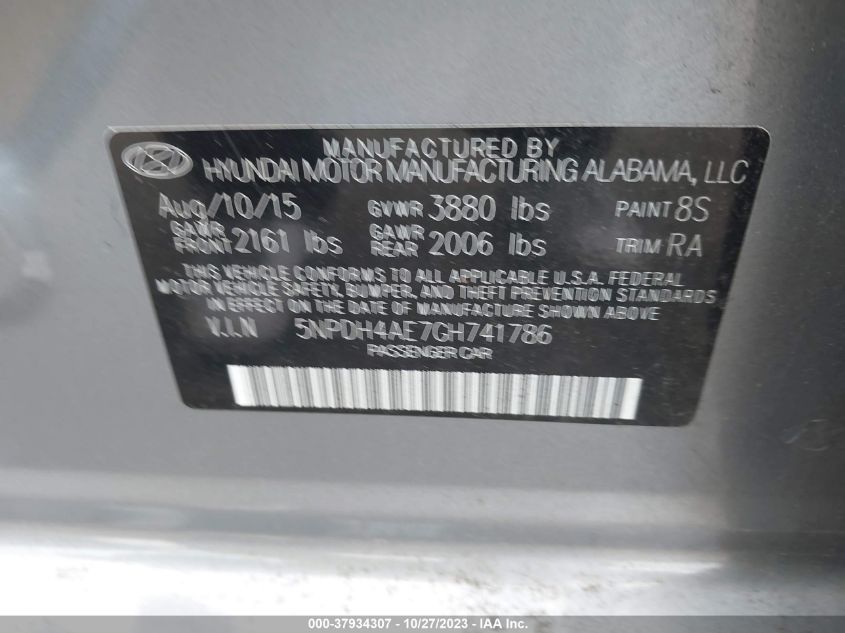 MANUFACTURED BY
HYUNDAI MOTOR MANUFACTURING ALABAMA, LLC
Aug/10/15 GVWR 3880 lbs PAINT 8S
GAWR FRONT 2161 lbs GAWR REAR 2006 lbs TRIM RA
THIS VEHICLE CONFORMS TO ALL APPLICABLE U.S.A. FEDERAL
MOTOR VEHICLE SAFETY, BUMPER, AND THEFT PREVENTION STANDARDS
IN EFFECT ON THE DATE OF MANUFACTURE SHOWN ABOVE.
V.I.N 5NPDH4AE7GH741786
PASSENGER CAR
000-37934307 - 10/27/2023 - © IAA Inc.